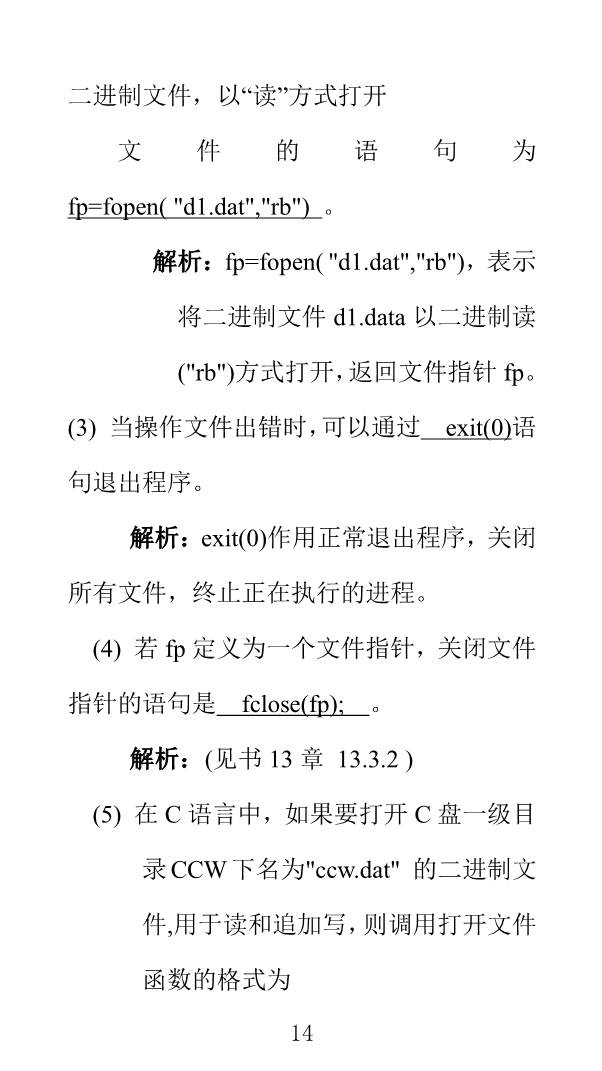 二进制文件，以“读”方式打开
文件的语句为
fp=fopen( "d1.dat","rb") 。
解析：fp=fopen( "d1.dat","rb")，表示
将二进制文件 d1.data 以二进制读
("rb")方式打开，返回文件指针 fp。
(3) 当操作文件出错时，可以通过 exit(0)语
句退出程序。
解析：exit(0)作用正常退出程序，关闭
所有文件，终止正在执行的进程。
(4) 若 fp 定义为一个文件指针，关闭文件
指针的语句是 fclose(fp); 。
解析：(见书 13 章 13.3.2 )
(5) 在 C 语言中，如果要打开 C 盘一级目
录CCW下名为"ccw.dat" 的二进制文
件,用于读和追加写，则调用打开文件
函数的格式为
14